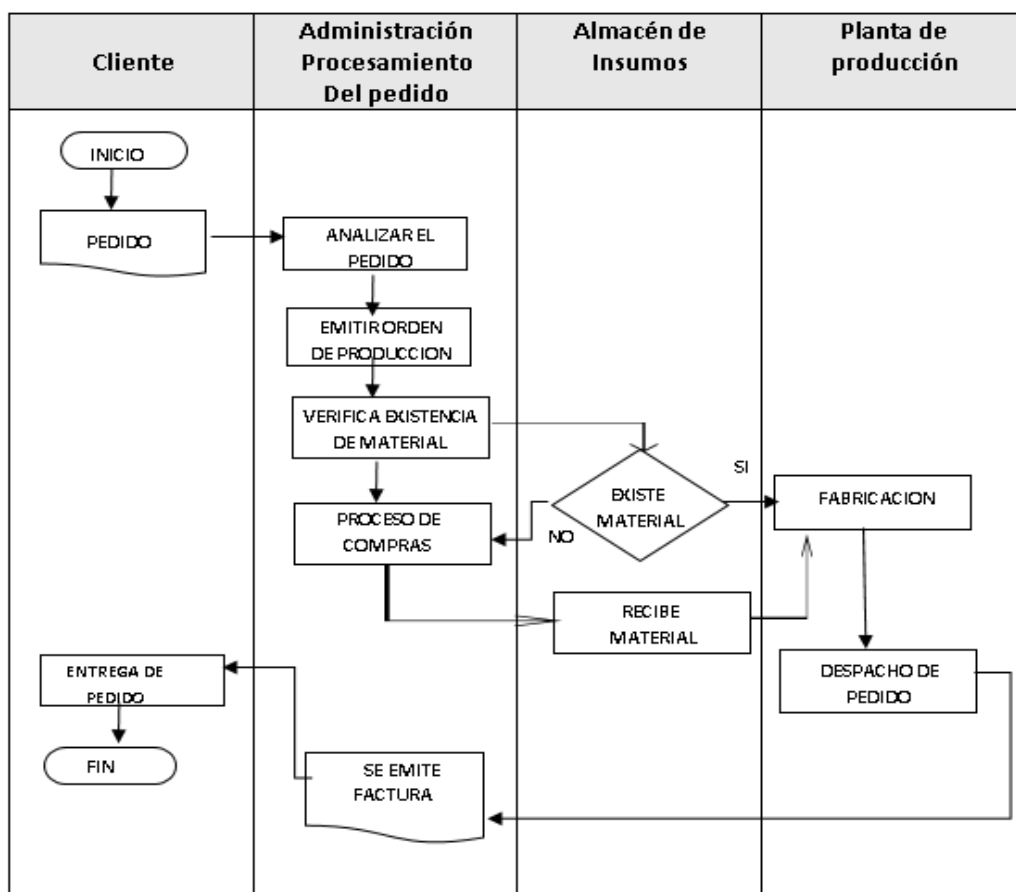 Cliente
Administración
Procesamiento
Del pedido
Almacén de
Insumos
Planta de
producción
INICIO
PEDIDO
ANALIZAR EL
PEDIDO
EMITIR ORDEN
DE PRODUCCION
VERIFICA EXISTENCIA
DE MATERIAL
EXISTE
MATERIAL
SI
NO
FABRICACION
PROCESO DE
COMPRAS
RECIBE
MATERIAL
DESPACHO DE
PEDIDO
SE EMITE
FACTURA
ENTREGA DE
PEDIDO
FIN